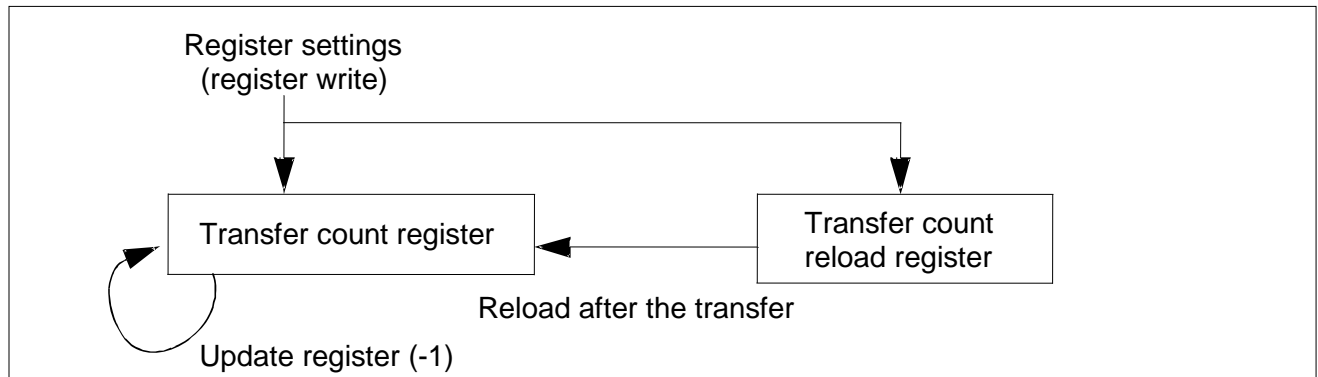 Register settings
(register write)
Transfer count register
Transfer count
reload register
Reload after the transfer
Update register (-1)